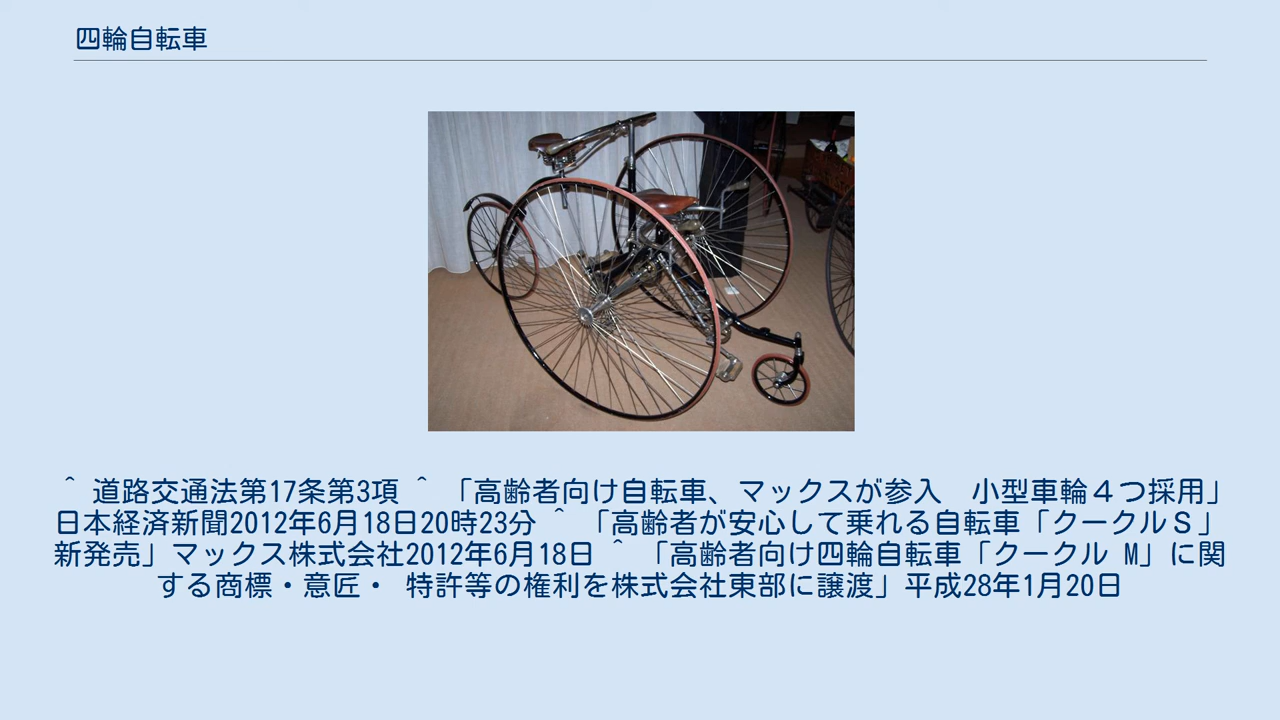 四輪自転車
＾ 道路交通法第17条第3項 ＾ 「高齢者向け自転車、マックスが参入　小型車輪４つ採用」
日本経済新聞2012年6月18日20時23分 ＾ 「高齢者が安心して乗れる自転車「クークルＳ」
新発売」マックス株式会社2012年6月18日 ＾ 「高齢者向け四輪自転車「クークル M」に関
する商標・意匠・ 特許等の権利を株式会社東部に譲渡」平成28年1月20日